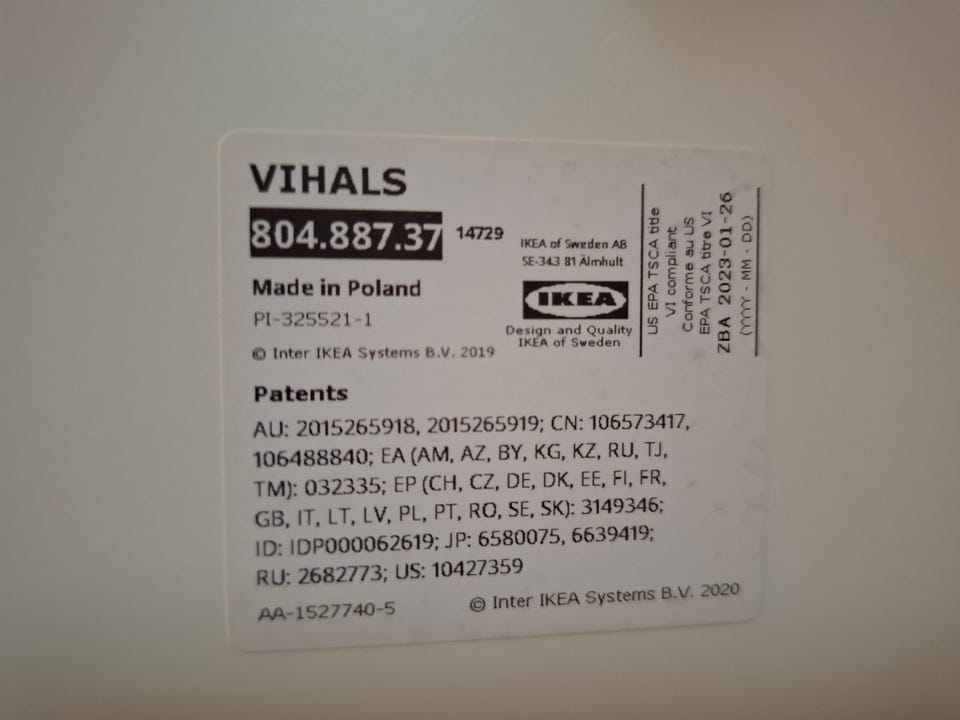 VIHALS
804.887.37 14729
Made in Poland
PI-325521-1
© Inter IKEA Systems B.V. 2019
IKEA of Sweden AB
SE-343 81 Älmhult
IKEA
Design and Quality
IKEA of Sweden
US EPA TSCA title
VI compliant
Conforme au US
EPA TSCA titre VI
ZBA 2023-01-26
(YYYY - MM - DD)
Patents
AU: 2015265918, 2015265919; CN: 106573417,
106488840; EA (AM, AZ, BY, KG, KZ, RU, TJ,
TM): 032335; EP (CH, CZ, DE, DK, EE, FI, FR,
GB, IT, LT, LV, PL, PT, RO, SE, SK): 3149346;
ID: IDP000062619; JP: 6580075, 6639419;
RU: 2682773; US: 10427359
AA-1527740-5 © Inter IKEA Systems B.V. 2020